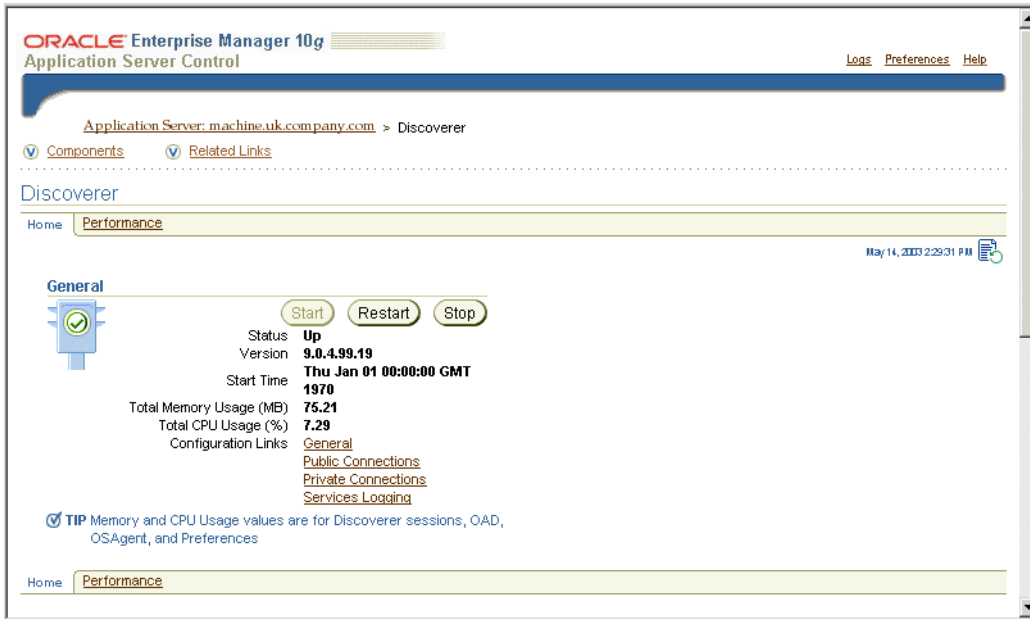 ORACLE Enterprise Manager 10g
Application Server Control
Logs Preferences Help
Application Server: machine.uk.company.com > Discoverer
Components Related Links
Discoverer
Home Performance
May 14, 2003 2:29:31 PM
General
Start Restart Stop
Status Up
Version 9.0.4.99.19
Start Time Thu Jan 01 00:00:00 GMT
1970
Total Memory Usage (MB) 75.21
Total CPU Usage (%) 7.29
Configuration Links General
Public Connections
Private Connections
Services Logging
TIP Memory and CPU Usage values are for Discoverer sessions, OAD,
OSAgent, and Preferences
Home Performance